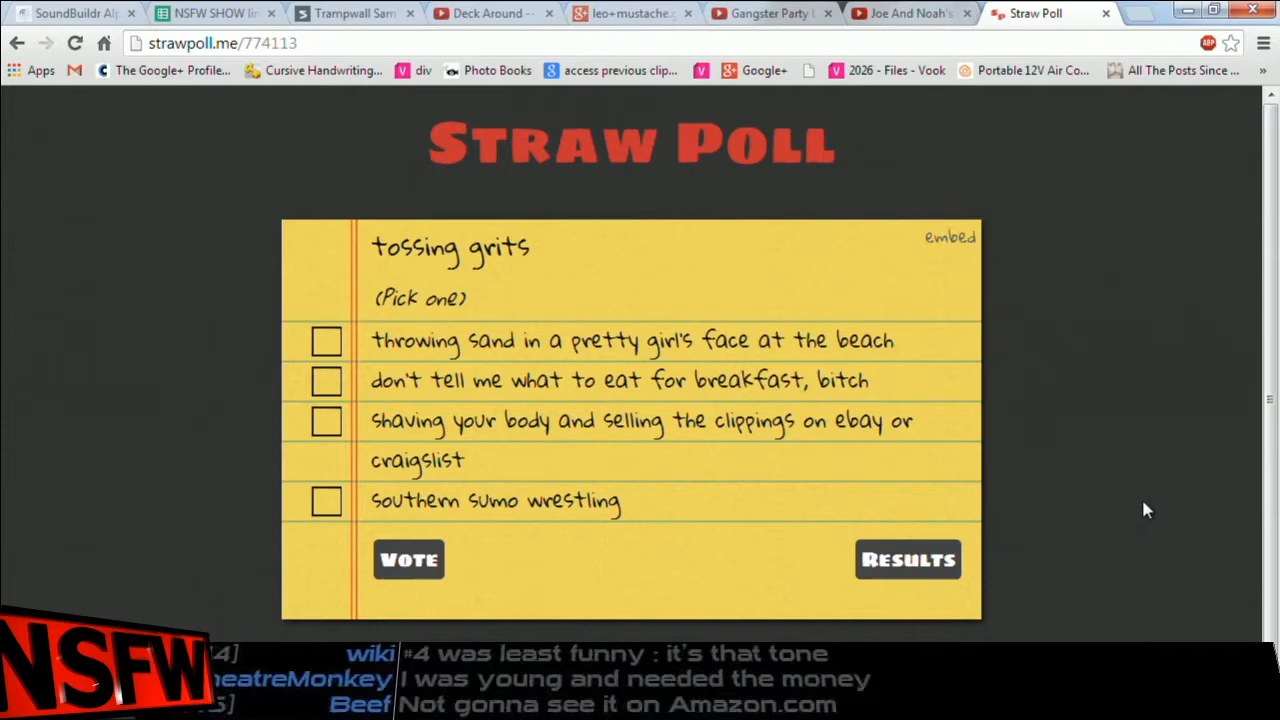 SoundBuildr Al
NSFW SHOW lin
Trampwall Sam
Deck Around --
leo+mustache.g
Gangster Party L
Joe And Noah's
Straw Poll
strawpoll.me/774113
ABP
Apps
The Google+ Profile...
Cursive Handwriting...
div
Photo Books
access previous clip...
Google+
2026 - Files - Vook
Portable 12V Air Co...
All The Posts Since ...
»
STRAW POLL
tossing grits
embed
(Pick one)
throwing sand in a pretty girl's face at the beach
don't tell me what to eat for breakfast, bitch
shaving your body and selling the clippings on ebay or
craigslist
southern sumo wrestling
VOTE
RESULTS
NSFW
4]
wiki #4 was least funny : it's that tone
heatreMonkey I was young and needed the money
5]
Beef Not gonna see it on Amazon.com